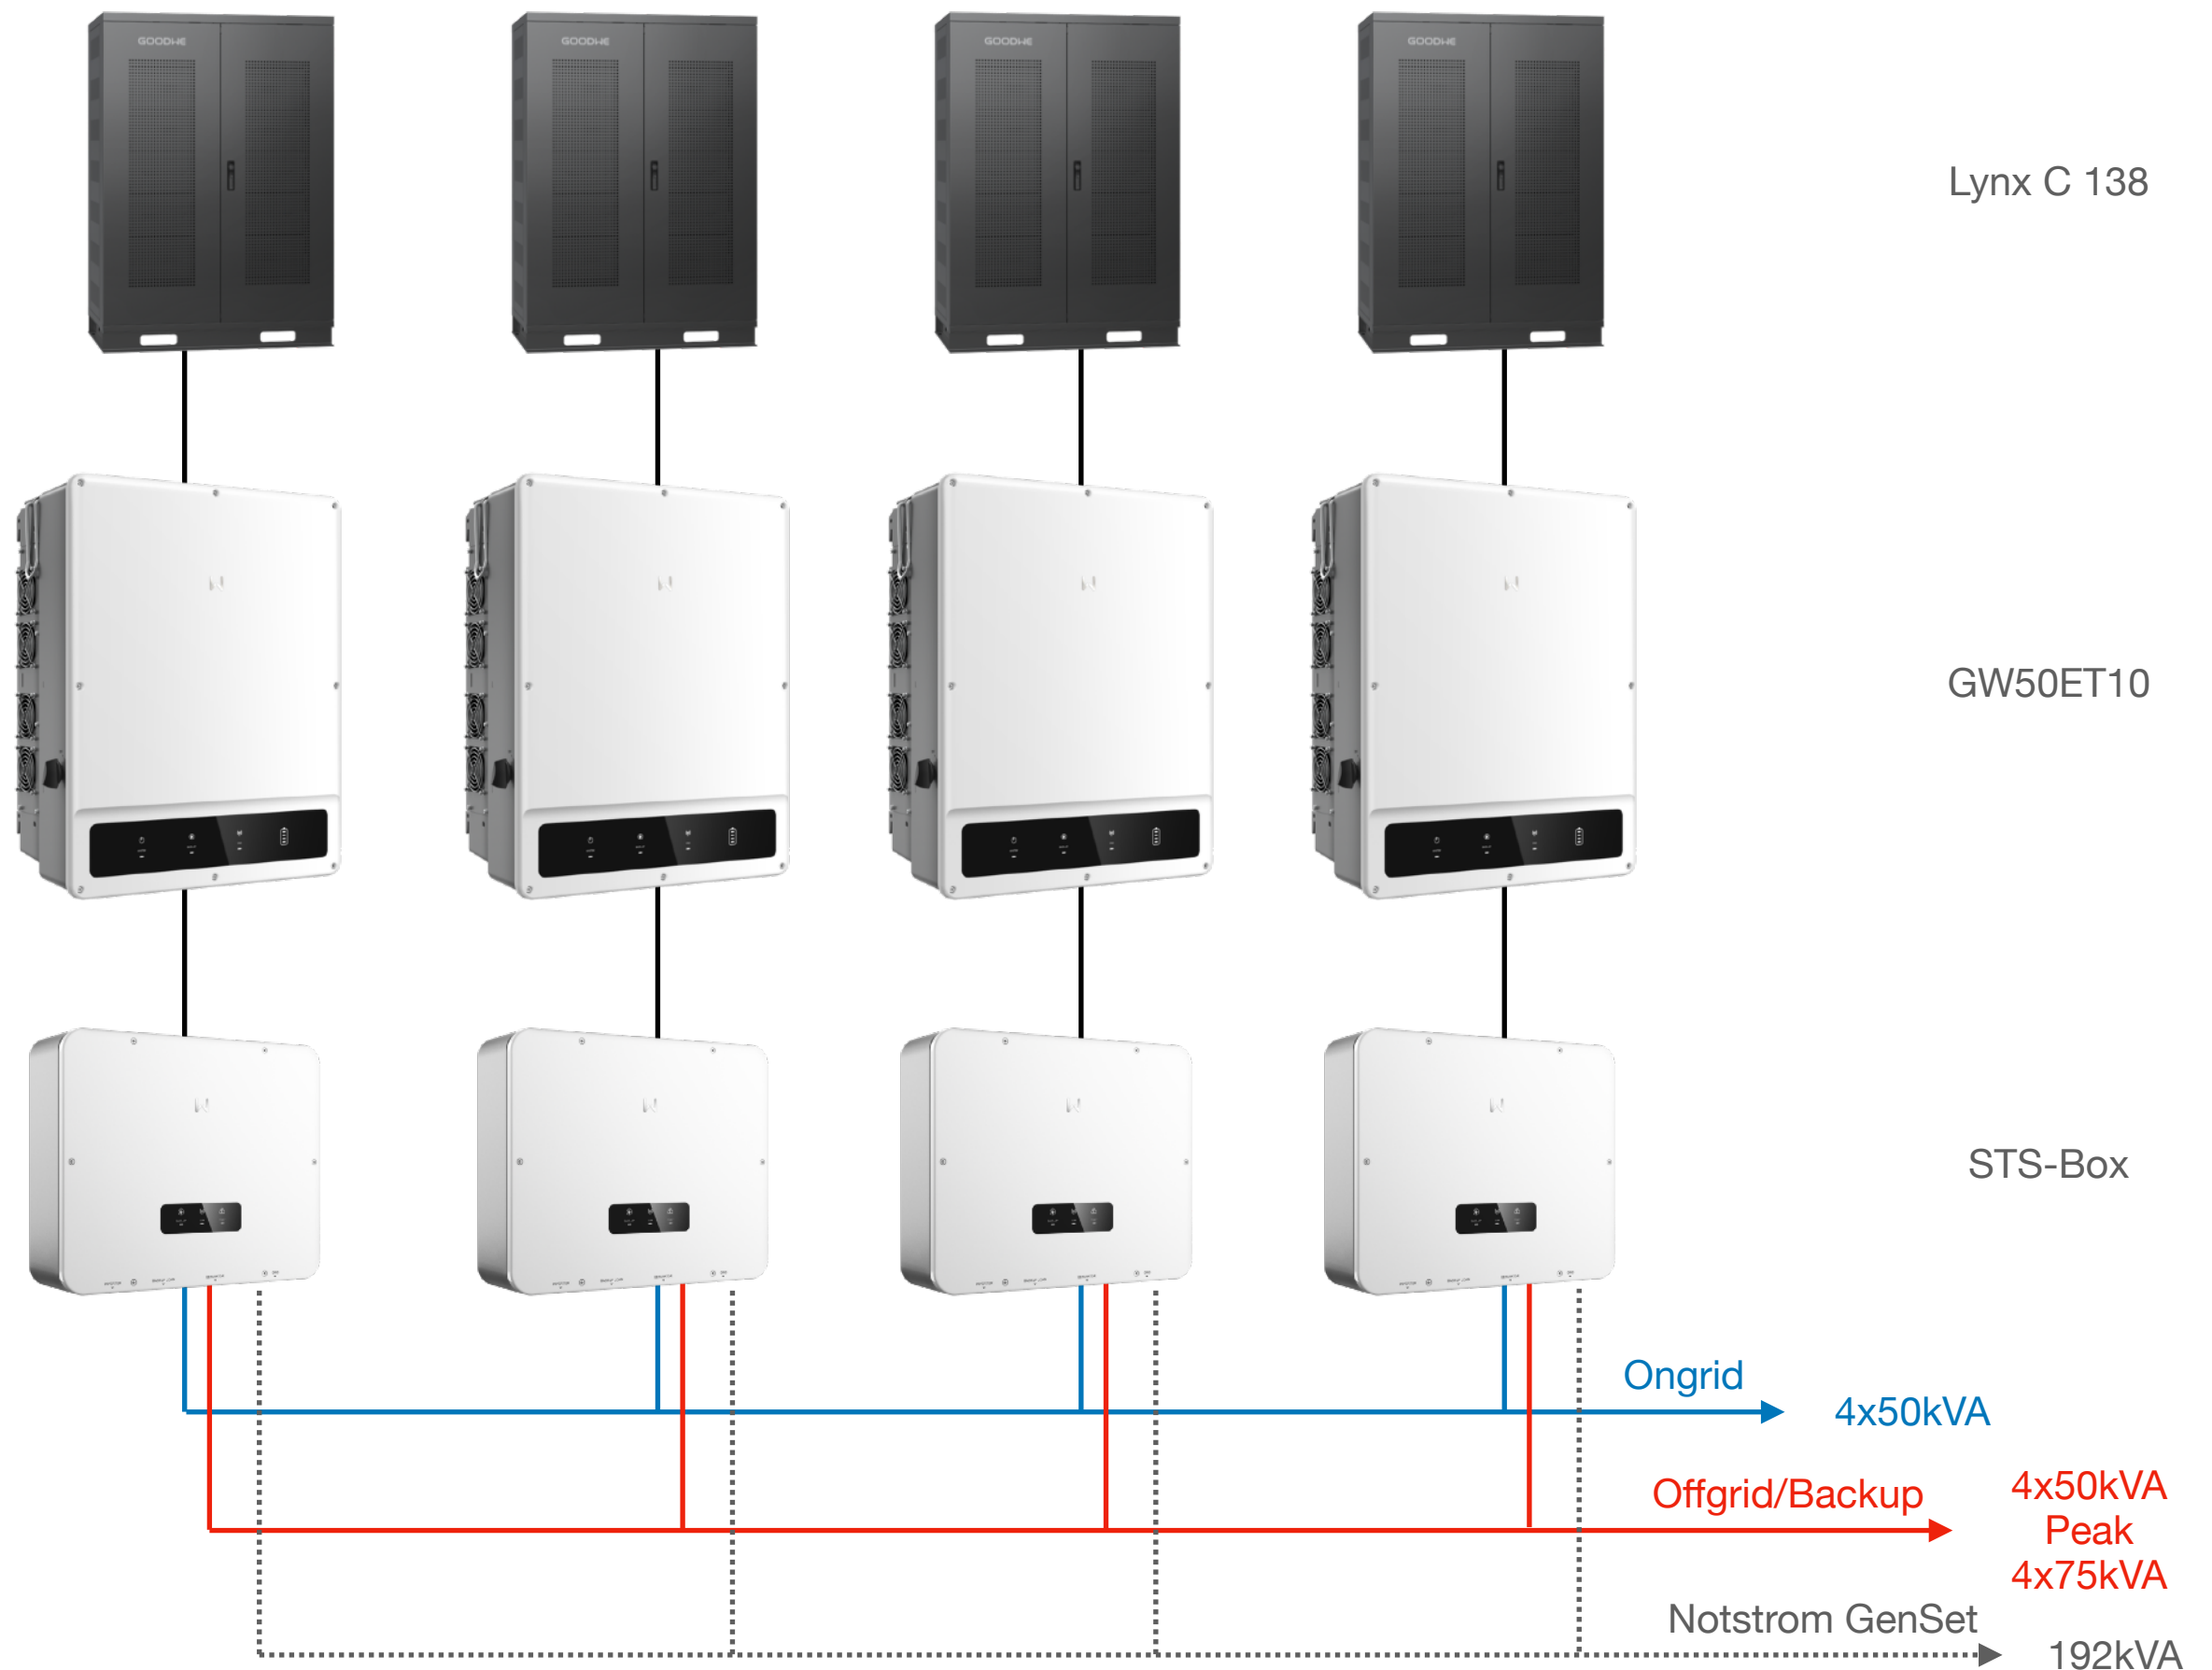 GOODWE
GOODWE
GOODWE
GOODWE
Lynx C 138
GW50ET10
STS-Box
Ongrid
4x50kVA
Offgrid/Backup
4x50kVA
Peak
4x75kVA
Notstrom GenSet
192kVA